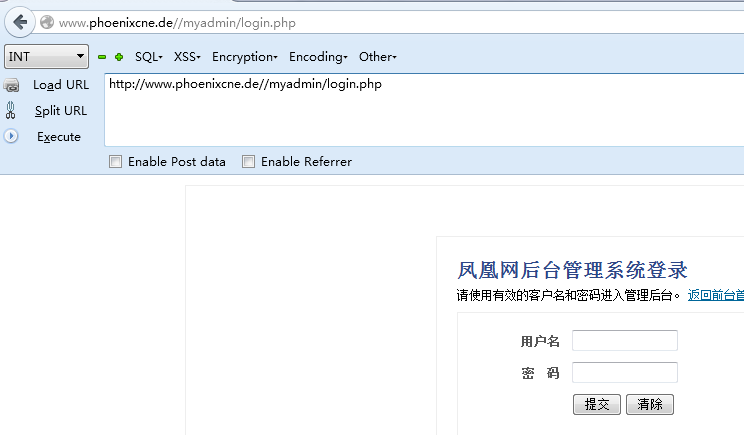 www.phoenixcne.de//myadmin/login.php
INT SQL XSS Encryption Encoding Other
Load URL
http://www.phoenixcne.de//myadmin/login.php
Split URL
Execute
Enable Post data Enable Referrer
凤凰网后台管理系统登录
请使用有效的客户名和密码进入管理后台。 返回前台首
用户名
密 码
提交 清除